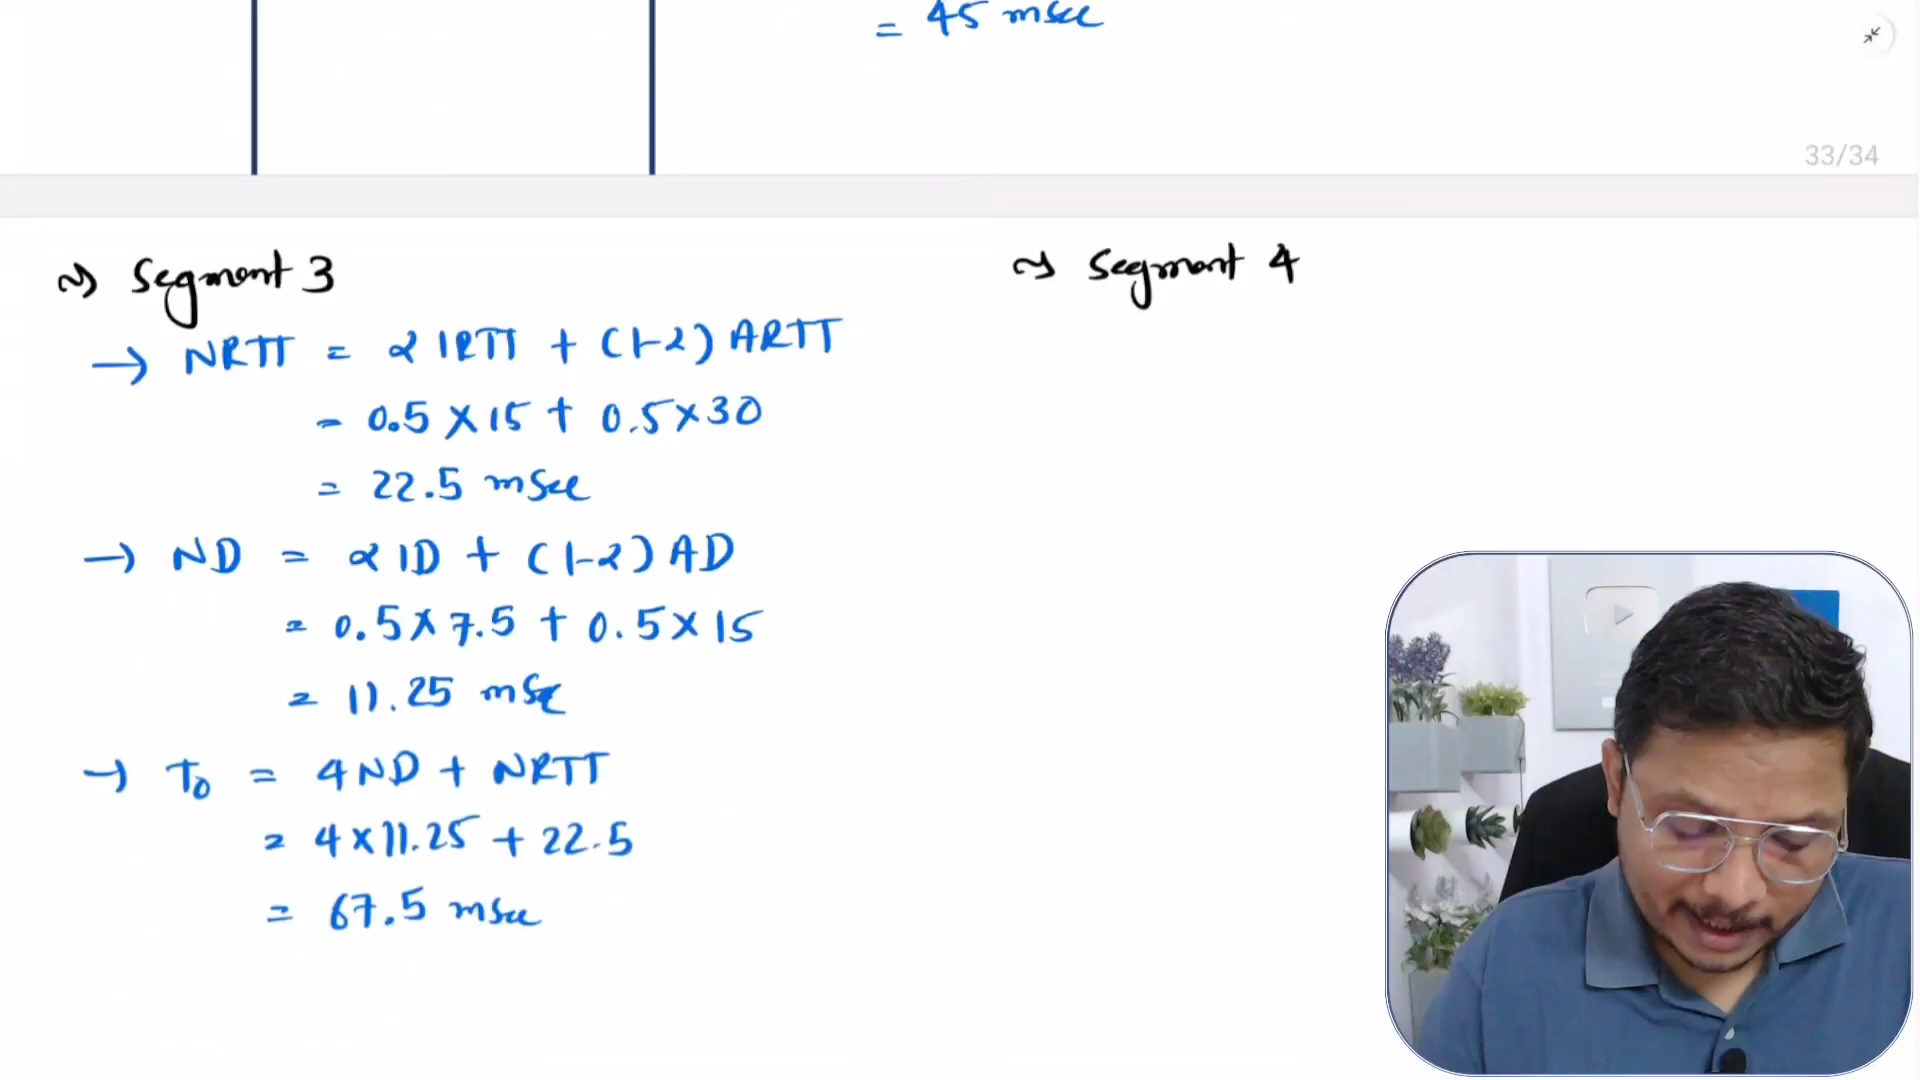 = 45 msec
33/34
~> Segment 3
→ NRTT = α IRTT + (1-α) ARTT
= 0.5 × 15 + 0.5 × 30
= 22.5 msec
→ ND = α ID + (1-α) AD
= 0.5 × 7.5 + 0.5 × 15
= 11.25 msec
→ To = 4 ND + NRTT
= 4 × 11.25 + 22.5
= 67.5 msec
~> Segment 4